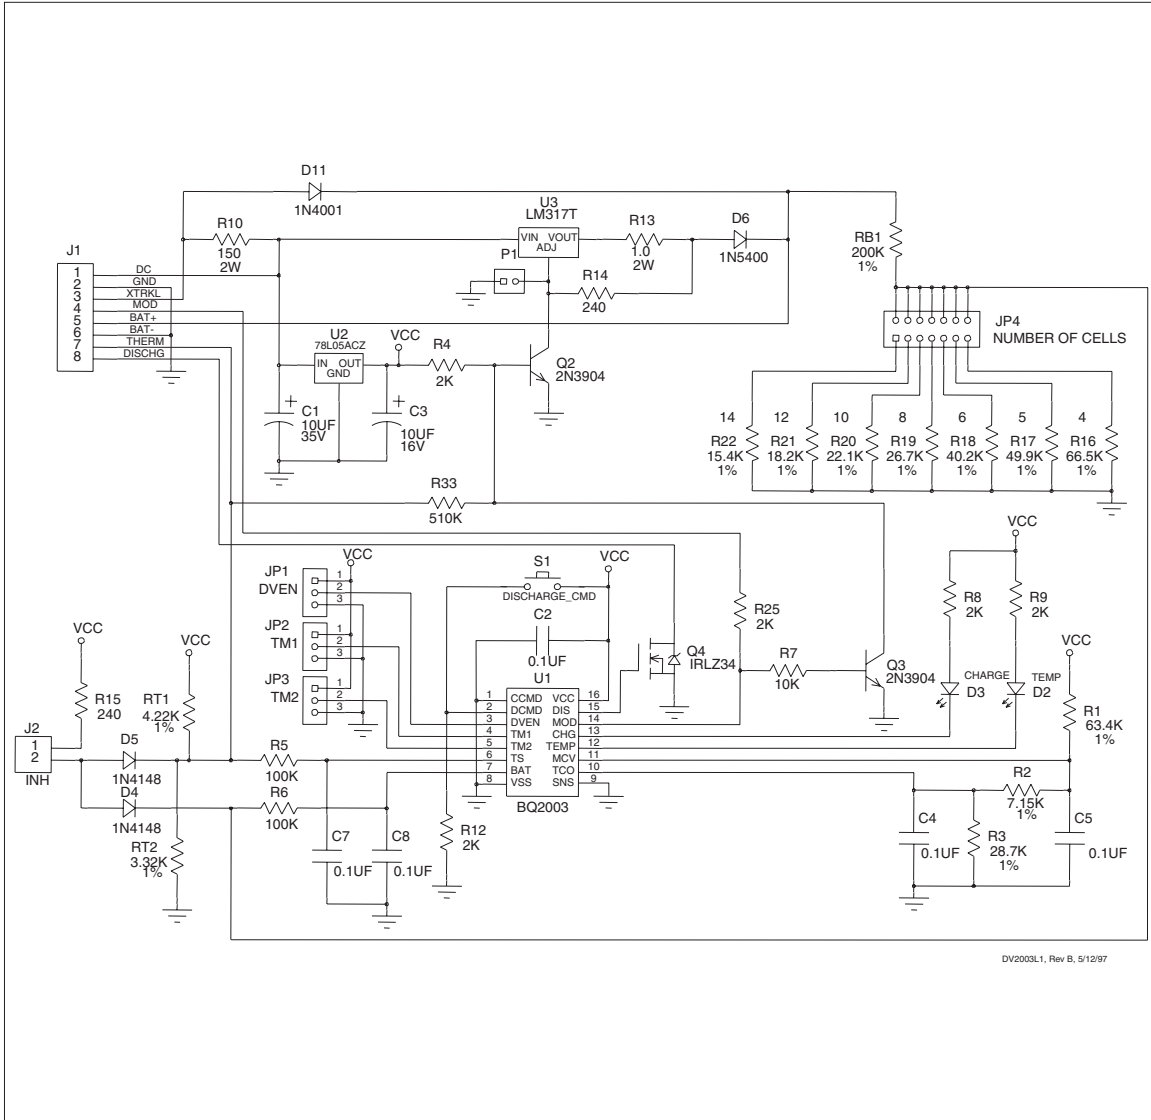 D11
1N4001
R10
150
2W
U3
LM317T
VIN VOUT
ADJ
P1
R13
1.0
2W
D6
1N5400
R14
240
RB1
200K
1%
J1
1 DC
2 GND
3 XTRKL
4 MOD
5 BAT+
6 BAT-
7 THERM
8 DISCHG
U2
78L05ACZ
IN OUT
GND
VCC
R4
2K
Q2
2N3904
JP4
NUMBER OF CELLS
C1
10UF
35V
C3
10UF
16V
14 12 10 8 6 5 4
R22 R21 R20 R19 R18 R17 R16
15.4K 18.2K 22.1K 26.7K 40.2K 49.9K 66.5K
1% 1% 1% 1% 1% 1% 1%
R33
510K
VCC
JP1
DVEN
1
2
3
VCC
JP2
TM1
1
2
3
JP3
TM2
1
2
3
S1
DISCHARGE_CMD
VCC
C2
0.1UF
Q4
IRLZ34
R25
2K
R7
10K
Q3
2N3904
R8
2K
R9
2K
CHARGE
D3
TEMP
D2
VCC
R1
63.4K
1%
VCC
R15
240
VCC
RT1
4.22K
1%
J2
1
2
INH
D5
1N4148
D4
1N4148
R5
100K
R6
100K
RT2
3.32K
1%
U1
1 CCMD VCC 16
2 DCMD DIS 15
3 DVEN MOD 14
4 TM1 CHG 13
5 TM2 TEMP 12
6 TS MCV 11
7 BAT TCO 10
8 VSS SNS 9
BQ2003
C7
0.1UF
C8
0.1UF
R12
2K
R2
7.15K
1%
C4
0.1UF
R3
28.7K
1%
C5
0.1UF
DV2003L1, Rev B, 5/12/97